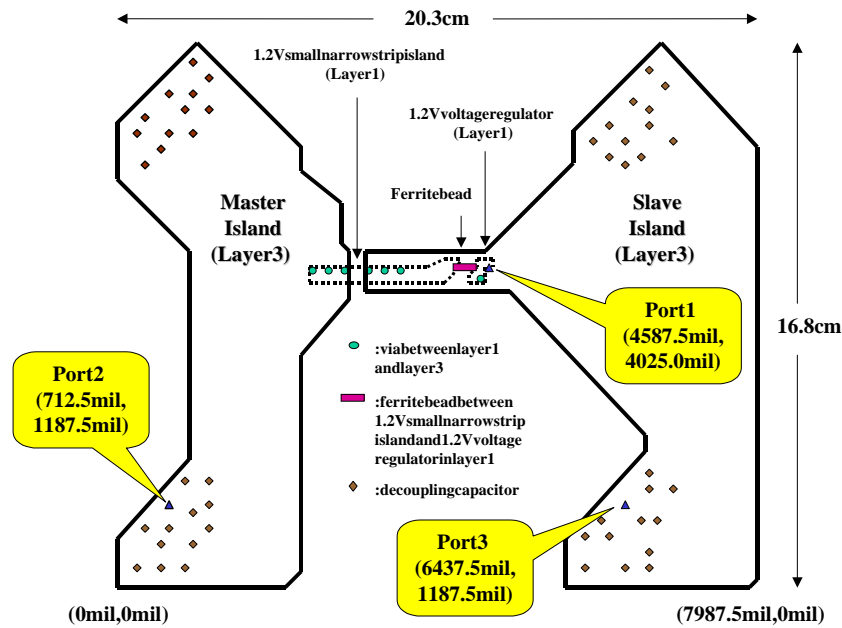 20.3cm
1.2Vsmallnarrowstripisland
(Layer1)
1.2Vvoltageregulator
(Layer1)
Ferritebead
Master
Island
(Layer3)
Slave
Island
(Layer3)
Port1
(4587.5mil,
4025.0mil)
16.8cm
Port2
(712.5mil,
1187.5mil)
:viabetweenlayer1
andlayer3
:ferritebeadbetween
1.2Vsmallnarrowstrip
islandand1.2Vvoltage
regulatorinlayer1
:decouplingcapacitor
Port3
(6437.5mil,
1187.5mil)
(0mil,0mil)
(7987.5mil,0mil)